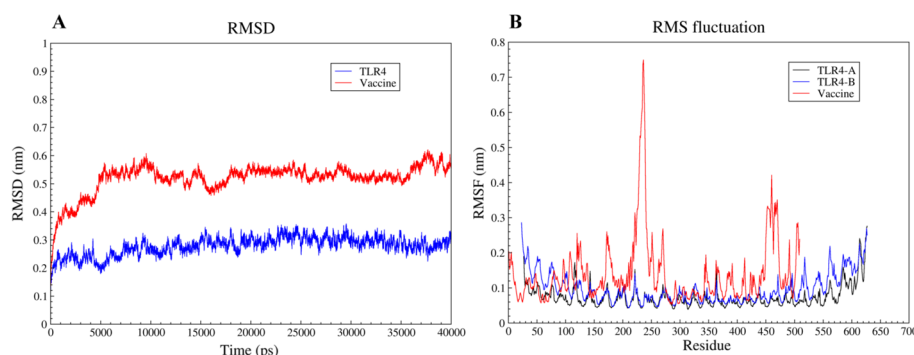 A
RMSD
1
0.9
0.8
0.7
0.6
0.5
0.4
0.3
0.2
0.1
0
RMSD (nm)
TLR4
Vaccine
0 5000 10000 15000 20000 25000 30000 35000 40000
Time (ps)
B
RMS fluctuation
0.8
0.7
0.6
0.5
0.4
0.3
0.2
0.1
0
RMSF (nm)
TLR4-A
TLR4-B
Vaccine
0 50 100 150 200 250 300 350 400 450 500 550 600 650 700
Residue